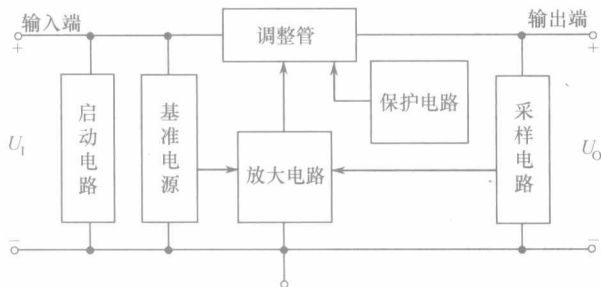 输入端
输出端
+
调整管
+
启动电路
基准电源
保护电路
采样电路
放大电路
U_I
U_O
−
−